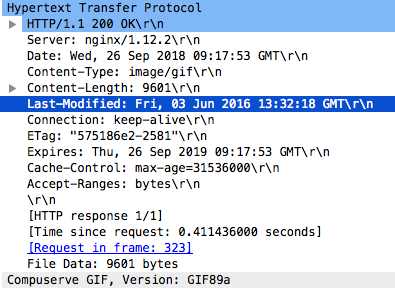 Hypertext Transfer Protocol
HTTP/1.1 200 OK\r\n
Server: nginx/1.12.2\r\n
Date: Wed, 26 Sep 2018 09:17:53 GMT\r\n
Content-Type: image/gif\r\n
Content-Length: 9601\r\n
Last-Modified: Fri, 03 Jun 2016 13:32:18 GMT\r\n
Connection: keep-alive\r\n
ETag: "575186e2-2581"\r\n
Expires: Thu, 26 Sep 2019 09:17:53 GMT\r\n
Cache-Control: max-age=31536000\r\n
Accept-Ranges: bytes\r\n
\r\n
[HTTP response 1/1]
[Time since request: 0.411436000 seconds]
[Request in frame: 323]
File Data: 9601 bytes
Compuserve GIF, Version: GIF89a